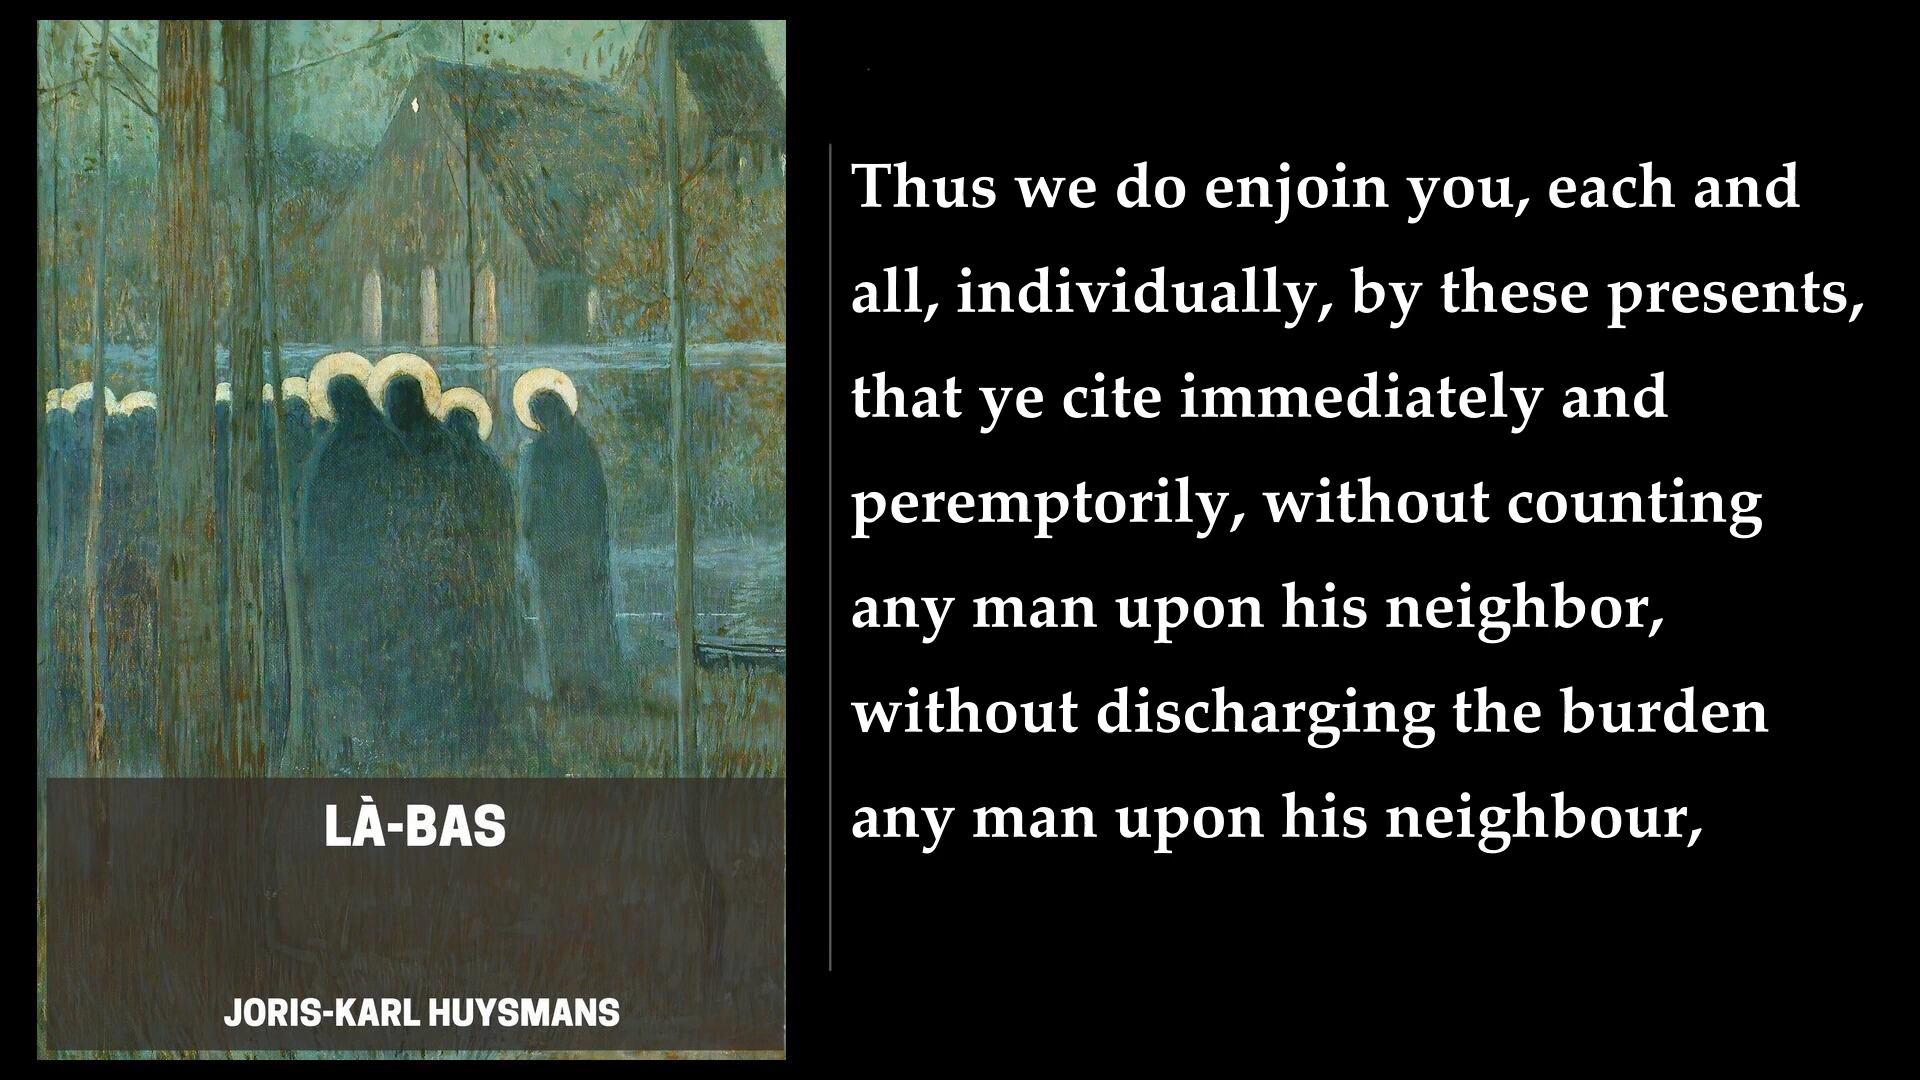 LÀ-BAS
JORIS-KARL HUYSMANS
Thus we do enjoin you, each and
all, individually, by these presents,
that ye cite immediately and
peremptorily, without counting
any man upon his neighbor,
without discharging the burden
any man upon his neighbour,